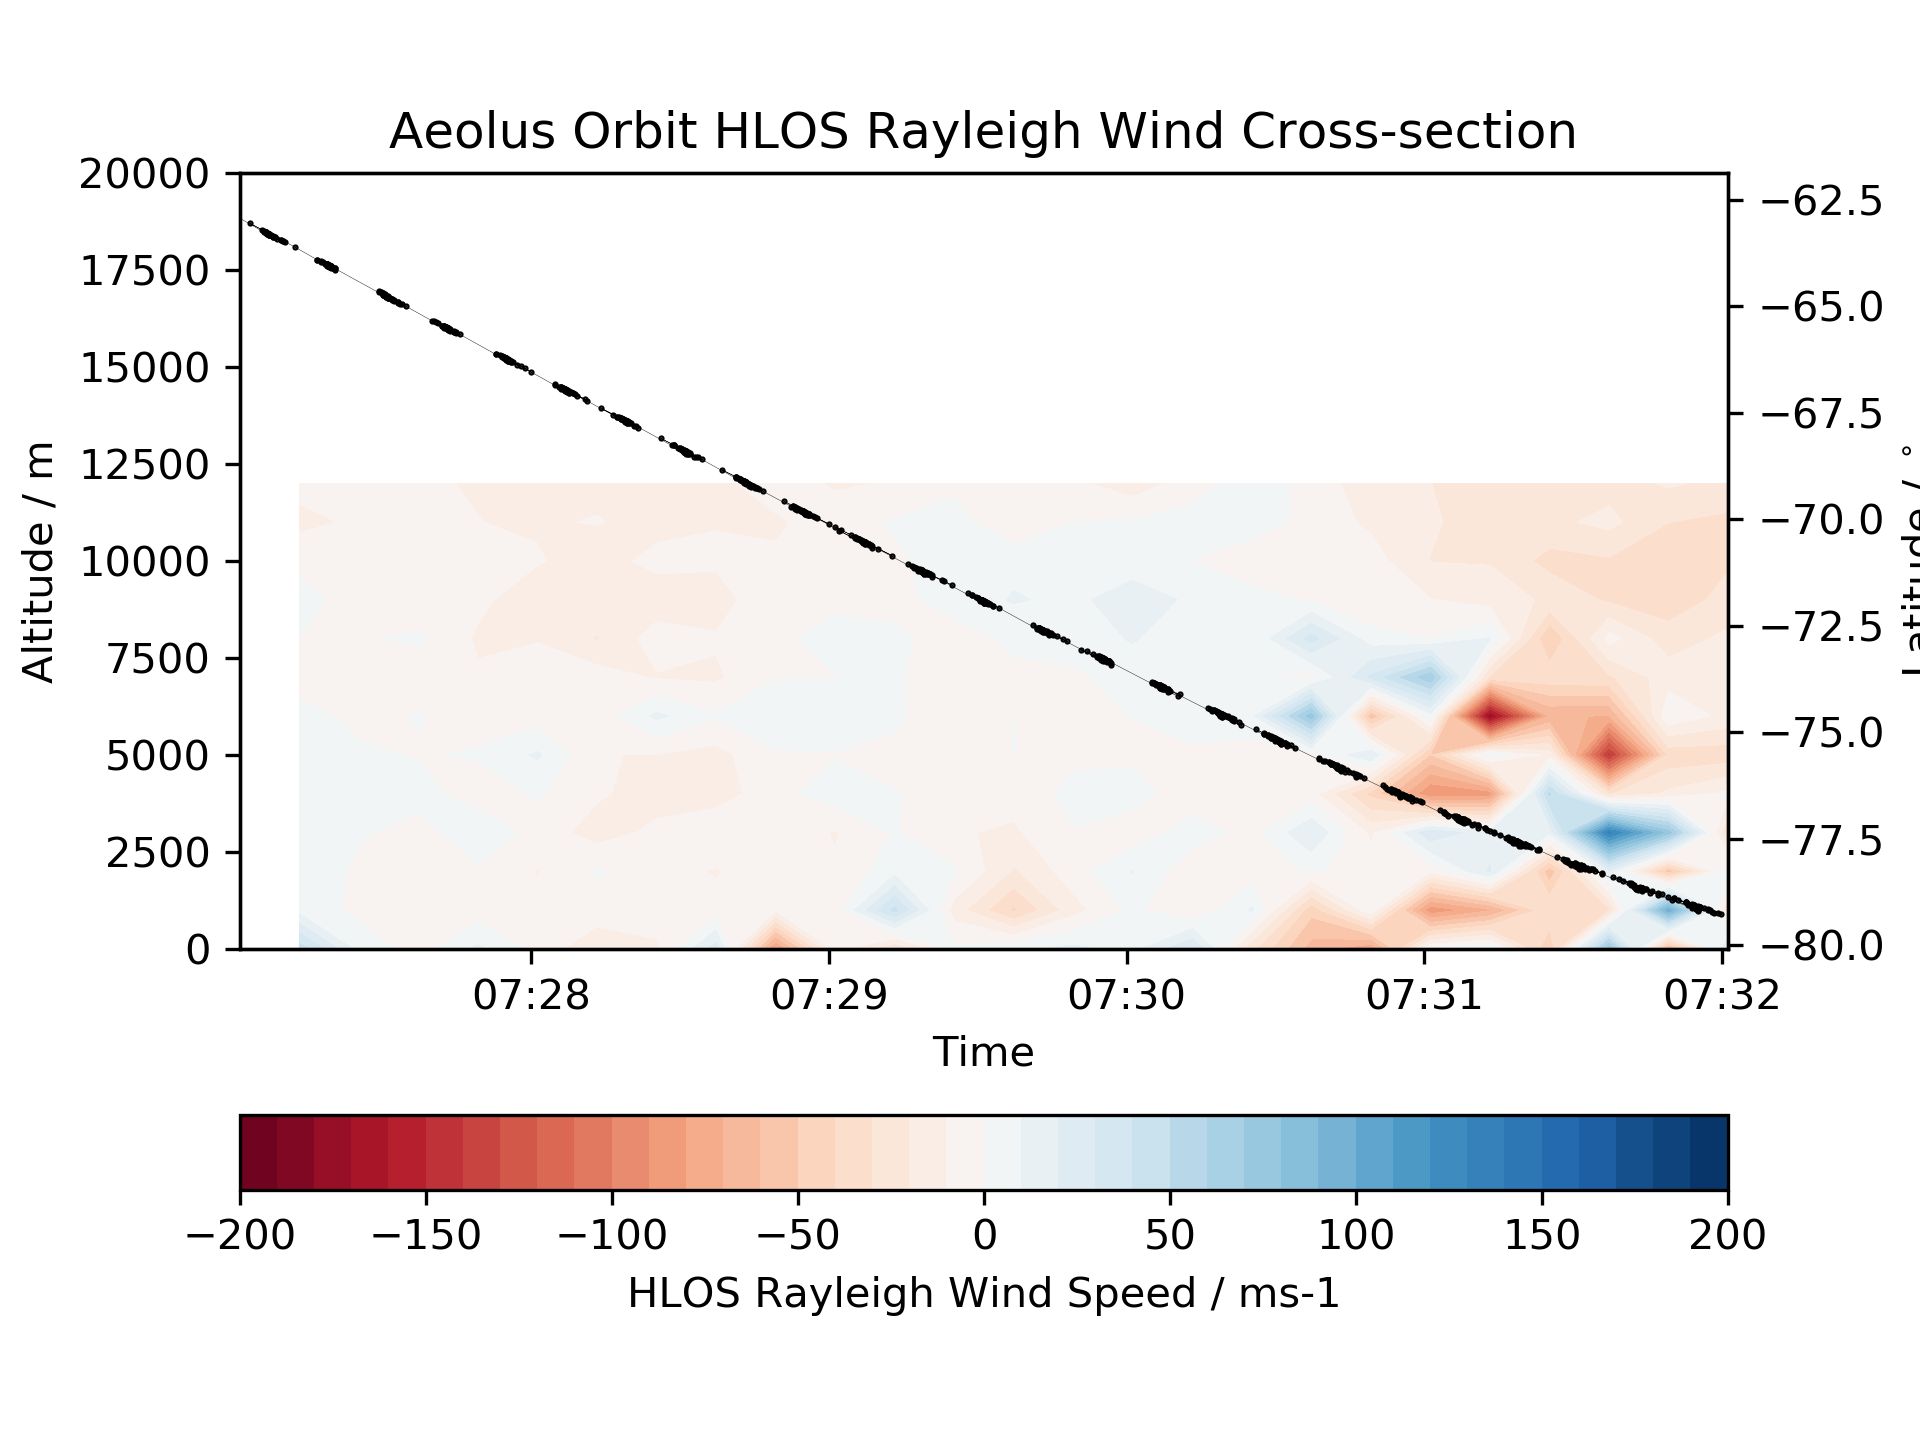 Aeolus Orbit HLOS Rayleigh Wind Cross-section
20000
17500
15000
12500
10000
7500
5000
2500
0
Altitude / m
−62.5
−65.0
−67.5
−70.0
−72.5
−75.0
−77.5
−80.0
Latitude / °
07:28 07:29 07:30 07:31 07:32
Time
−200 −150 −100 −50 0 50 100 150 200
HLOS Rayleigh Wind Speed / ms-1